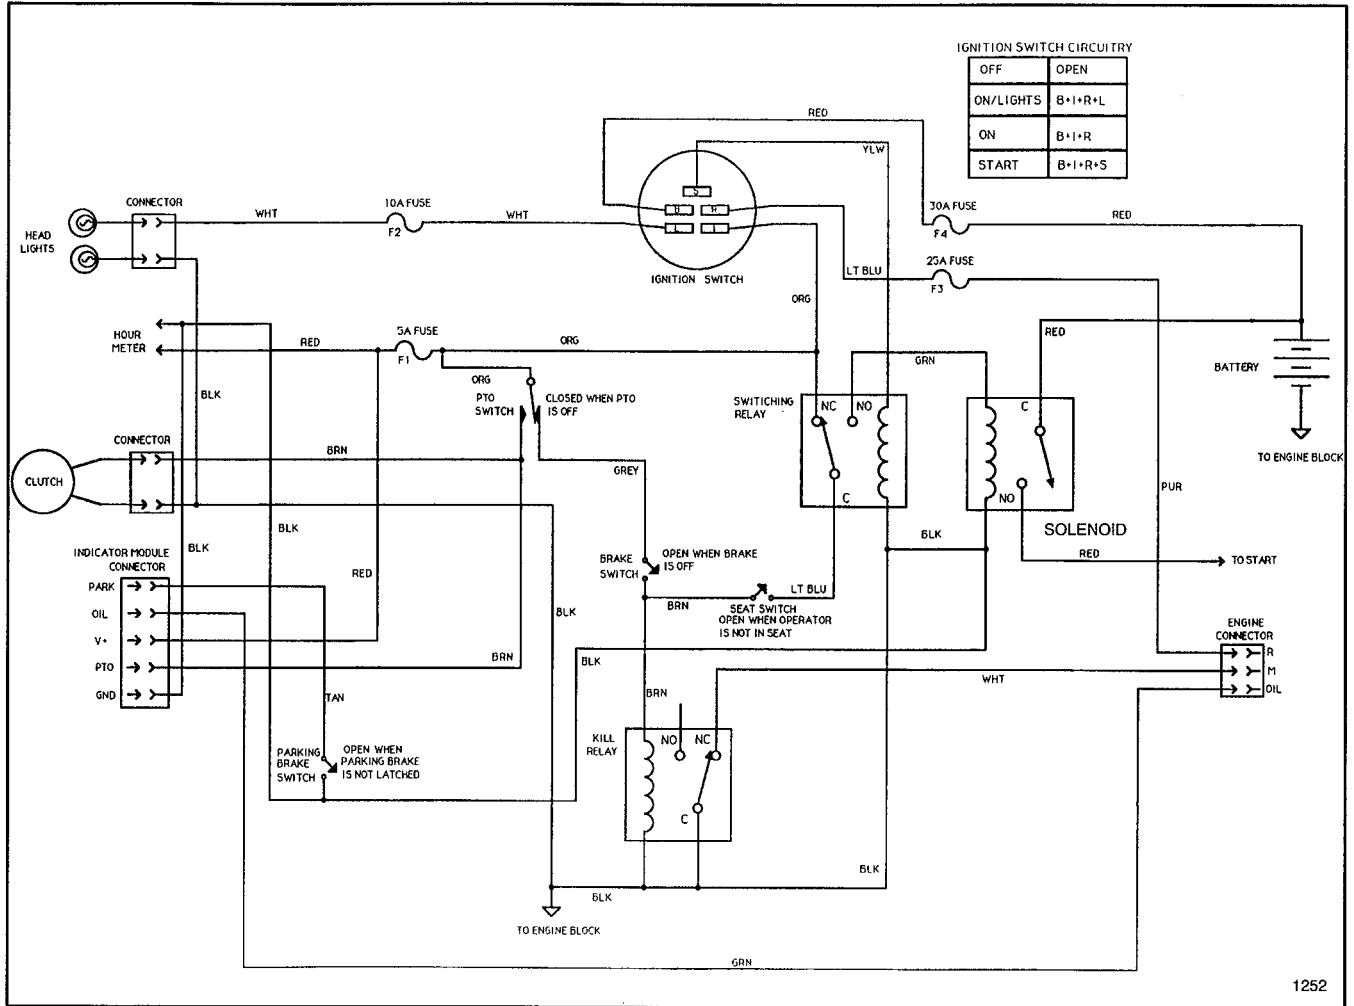 IGNITION SWITCH CIRCUITRY
OFF OPEN
ON/LIGHTS B+I+R+L
ON B+I+R
START B+I+R+S
RED
YLW
S
B R
L I
IGNITION SWITCH
HEAD
LIGHTS
CONNECTOR
WHT
10A FUSE
F2
WHT
30A FUSE
F4
RED
LT BLU
25A FUSE
F3
ORG
HOUR
METER
RED
5A FUSE
F1
ORG
GRN
RED
BATTERY
TO ENGINE BLOCK
BLK
ORG
PTO
SWITCH
CLOSED WHEN PTO
IS OFF
SWITICHING
RELAY
NC NO
C
C
NO
SOLENOID
CONNECTOR
CLUTCH
BRN
GREY
PUR
BLK
BLK
BLK
RED
TO START
INDICATOR MODULE
CONNECTOR
PARK
OIL
V+
PTO
GND
RED
BRAKE
SWITCH
OPEN WHEN BRAKE
IS OFF
BRN
LT BLU
SEAT SWITCH
OPEN WHEN OPERATOR
IS NOT IN SEAT
BLK
BRN
BLK
ENGINE
CONNECTOR
R
M
OIL
WHT
TAN
BRN
PARKING
BRAKE
SWITCH
OPEN WHEN
PARKING BRAKE
IS NOT LATCHED
KILL
RELAY
NO NC
C
BLK
BLK
TO ENGINE BLOCK
GRN
1252